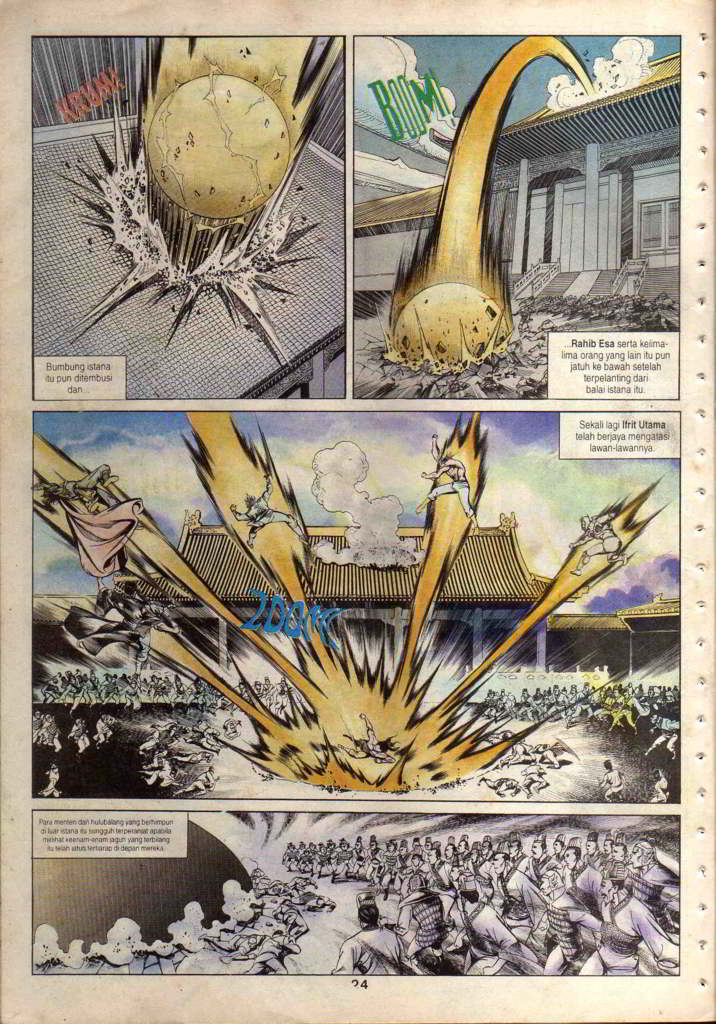 KRUMM!
Bumbung istana
itu pun ditembusi
dan...
BOOM!
...Rahib Esa serta kelima-
lima orang yang lain itu pun
jatuh ke bawah setelah
terpelanting dari
balai istana itu.
Sekali lagi Ifrit Utama
telah berjaya mengatasi
lawan-lawannya.
ZOOM
Para menteri dan hulubalang yang berhimpun
di luar istana itu sungguh terperanjat apabila
melihat keenam-enam jaguh yang terbilang
itu telah jatuh di depan mereka.
24